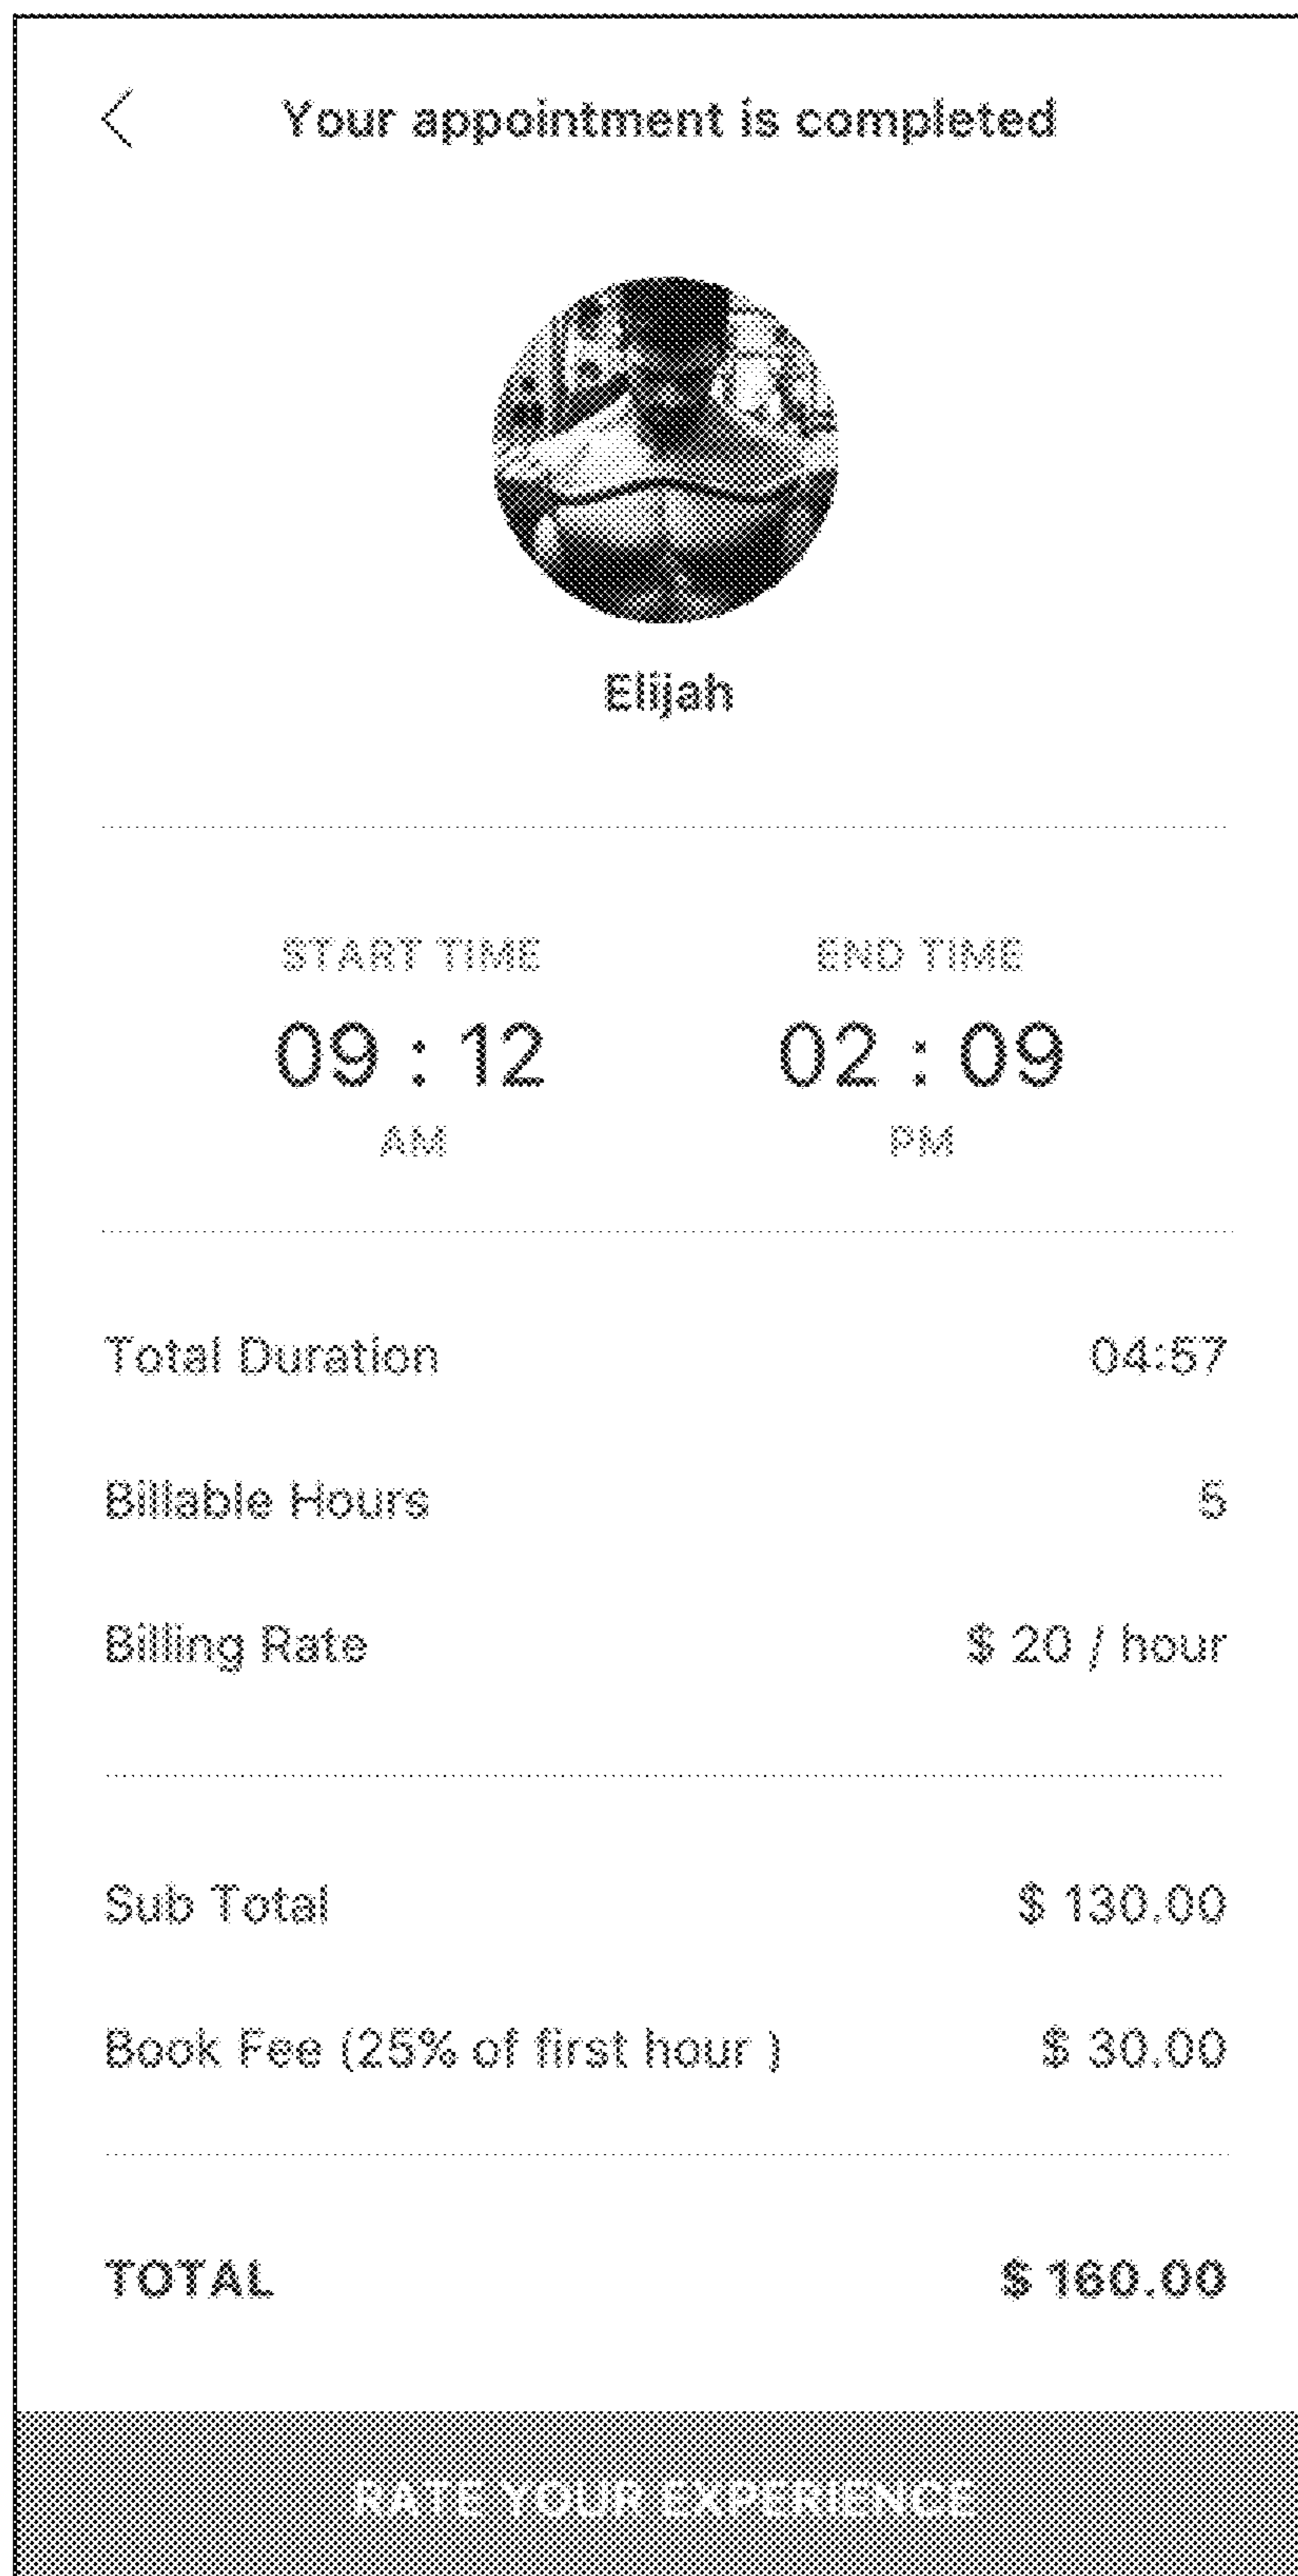 Your appointment is completed
Elijah
START TIME END TIME
09 : 12 02 : 09
AM PM
Total Duration 04:57
Billable Hours 5
Billing Rate $ 20 / hour
Sub Total $ 130.00
Book Fee (25% of first hour ) $ 30.00
TOTAL $ 160.00
RATE YOUR EXPERIENCE